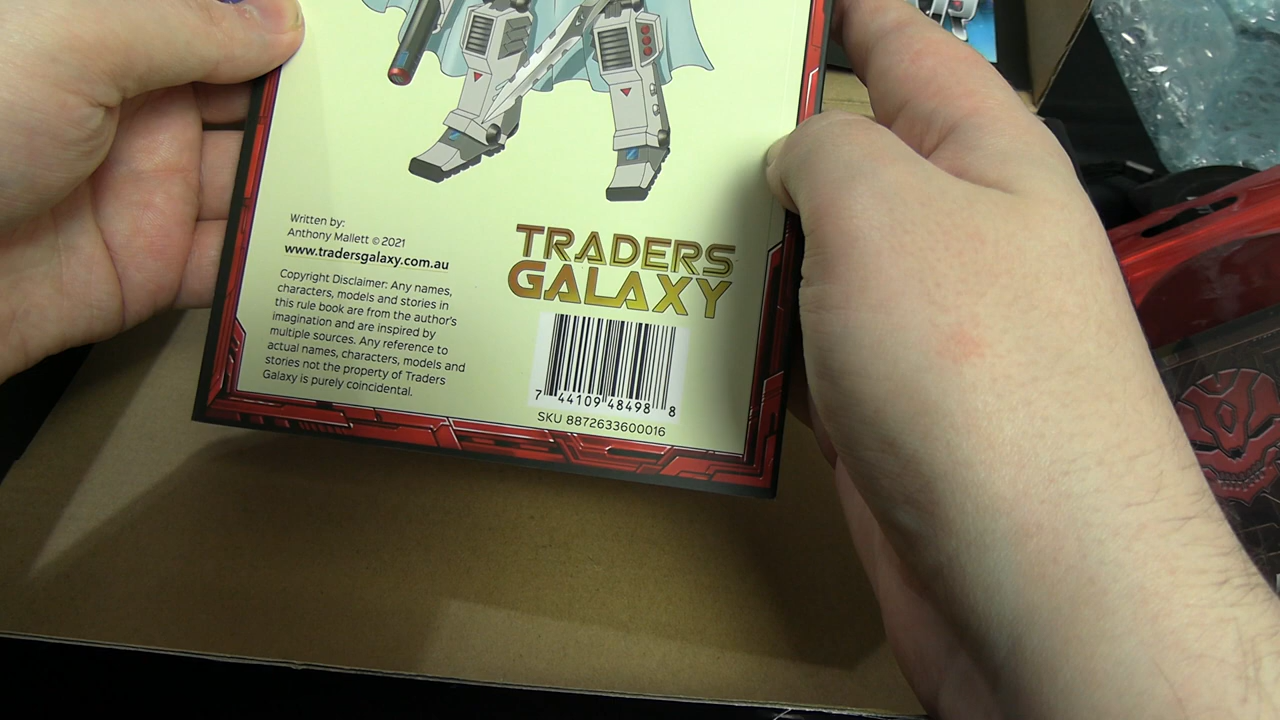 Written by:
Anthony Mallett © 2021
www.tradersgalaxy.com.au
Copyright Disclaimer: Any names,
characters, models and stories in
this rule book are from the author's
imagination and are inspired by
multiple sources. Any reference to
actual names, characters, models and
stories not the property of Traders
Galaxy is purely coincidental.
TRADERS
GALAXY
7 44109 48498 8
SKU 8872633600016